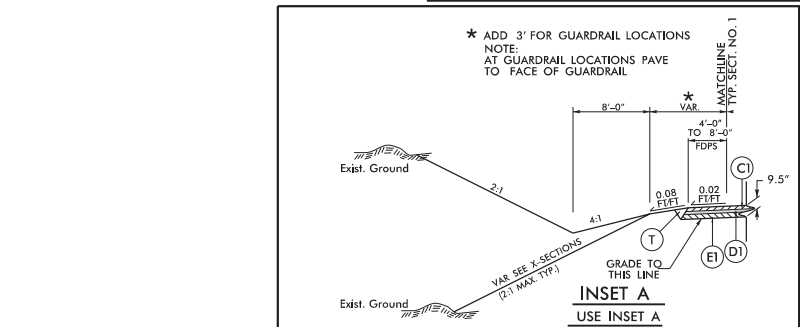 * ADD 3' FOR GUARDRAIL LOCATIONS
NOTE:
AT GUARDRAIL LOCATIONS PAVE
TO FACE OF GUARDRAIL
MATCHLINE
TYP. SECT. NO. 1
8'-0"
*
VAR.
4'-0"
TO 8'-0"
FDPS
C1
9.5"
Exist. Ground
2:1
4:1
0.08
FT/FT
0.02
FT/FT
T
E1
D1
GRADE TO
THIS LINE
VAR SEE X-SECTIONS
(2:1 MAX. TYP.)
Exist. Ground
INSET A
USE INSET A